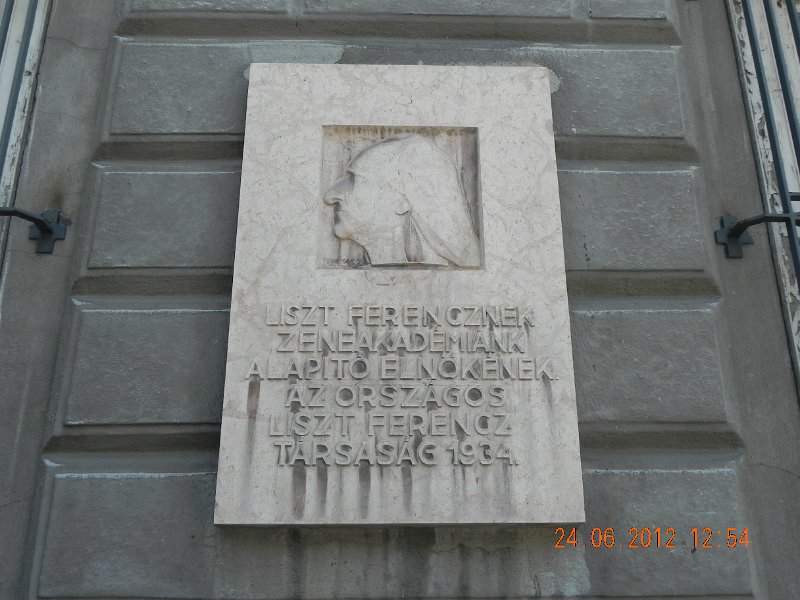 LISZT FERENCZNEK
ZENEAKADÉMIÁNK
ALAPÍTÓ ELNÖKÉNEK.
AZ ORSZÁGOS
LISZT FERENCZ
TÁRSASÁG 1934.
24.06.2012 12:54